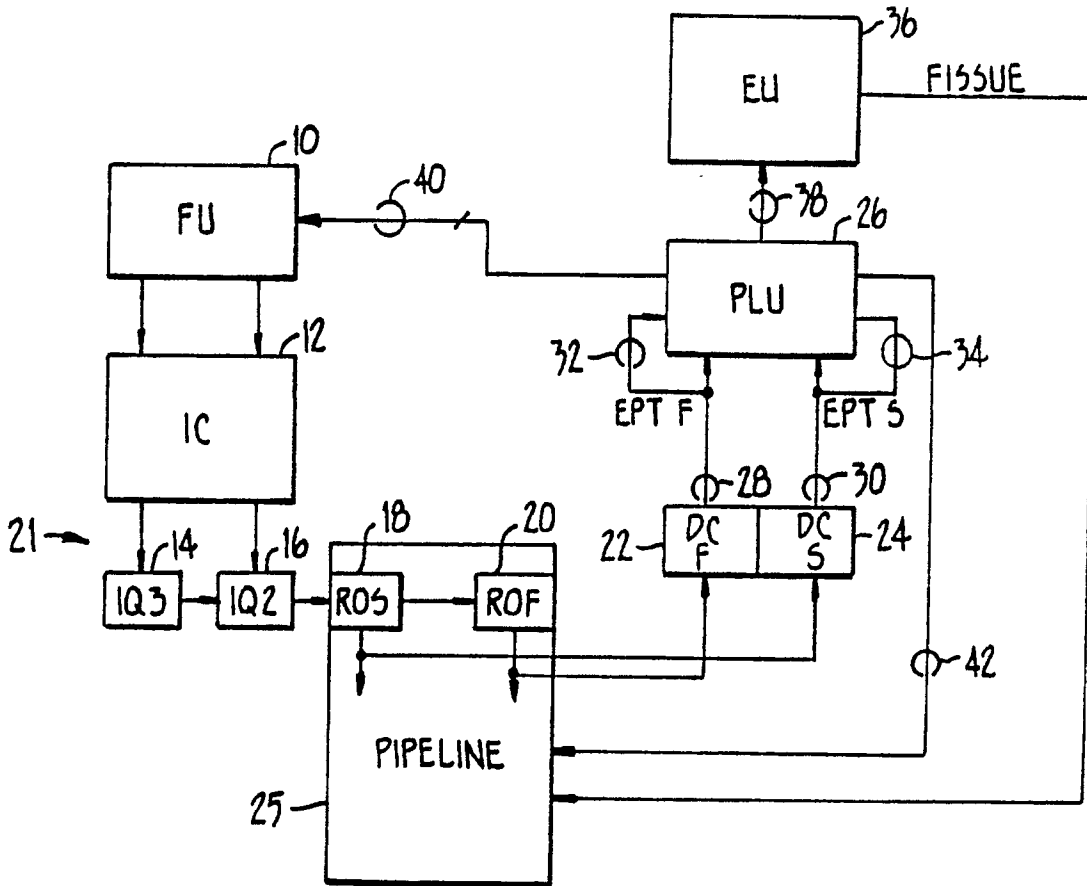 36
EU
FISSUE
10
FU
40
38
26
PLU
12
IC
32
34
EPT F
EPT S
28
30
21
14
16
18
20
22
DC
F
DC
S
24
IQ3
IQ2
ROS
ROF
42
PIPELINE
25